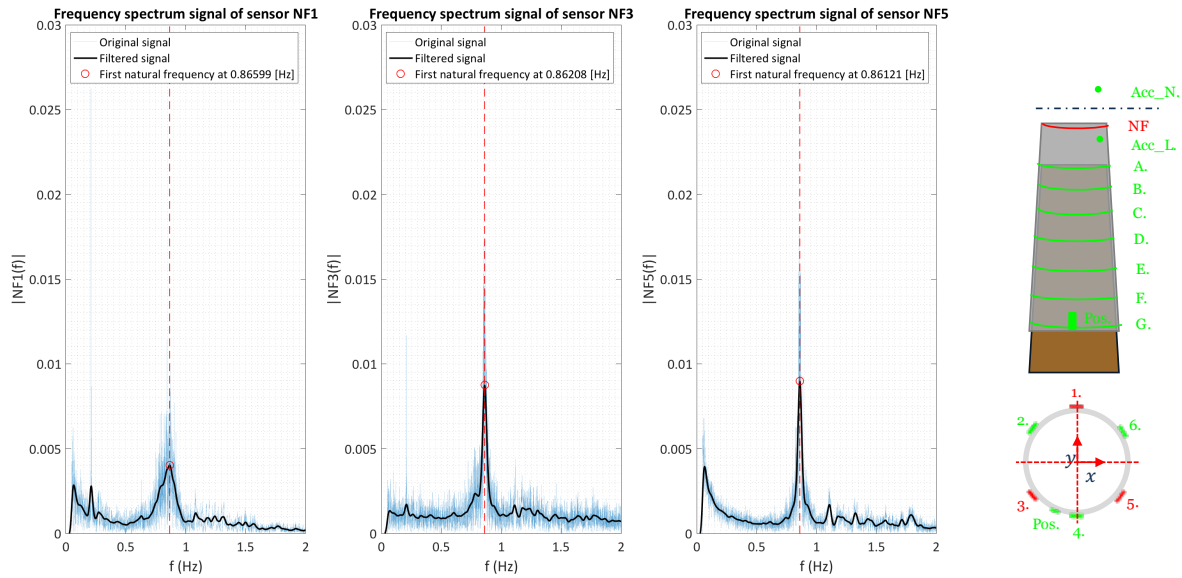 Frequency spectrum signal of sensor NF1
0.03
0.025
0.02
0.015
0.01
0.005
0
|NF1(f)|
Original signal
Filtered signal
First natural frequency at 0.86599 [Hz]
0
0.5
1
1.5
2
f (Hz)
Frequency spectrum signal of sensor NF3
0.03
0.025
0.02
0.015
0.01
0.005
0
|NF3(f)|
Original signal
Filtered signal
First natural frequency at 0.86208 [Hz]
0
0.5
1
1.5
2
f (Hz)
Frequency spectrum signal of sensor NF5
0.03
0.025
0.02
0.015
0.01
0.005
0
|NF5(f)|
Original signal
Filtered signal
First natural frequency at 0.86121 [Hz]
0
0.5
1
1.5
2
f (Hz)
Acc_N.
NF
Acc_L.
A.
B.
C.
D.
E.
F.
Pos. G.
1.
2. 6.
y
x
3. 5.
Pos.
4.